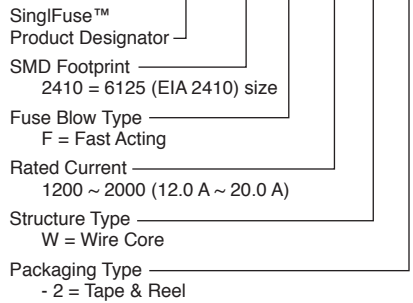 SinglFuse™
Product Designator
SMD Footprint
2410 = 6125 (EIA 2410) size
Fuse Blow Type
F = Fast Acting
Rated Current
1200 ~ 2000 (12.0 A ~ 20.0 A)
Structure Type
W = Wire Core
Packaging Type
- 2 = Tape & Reel